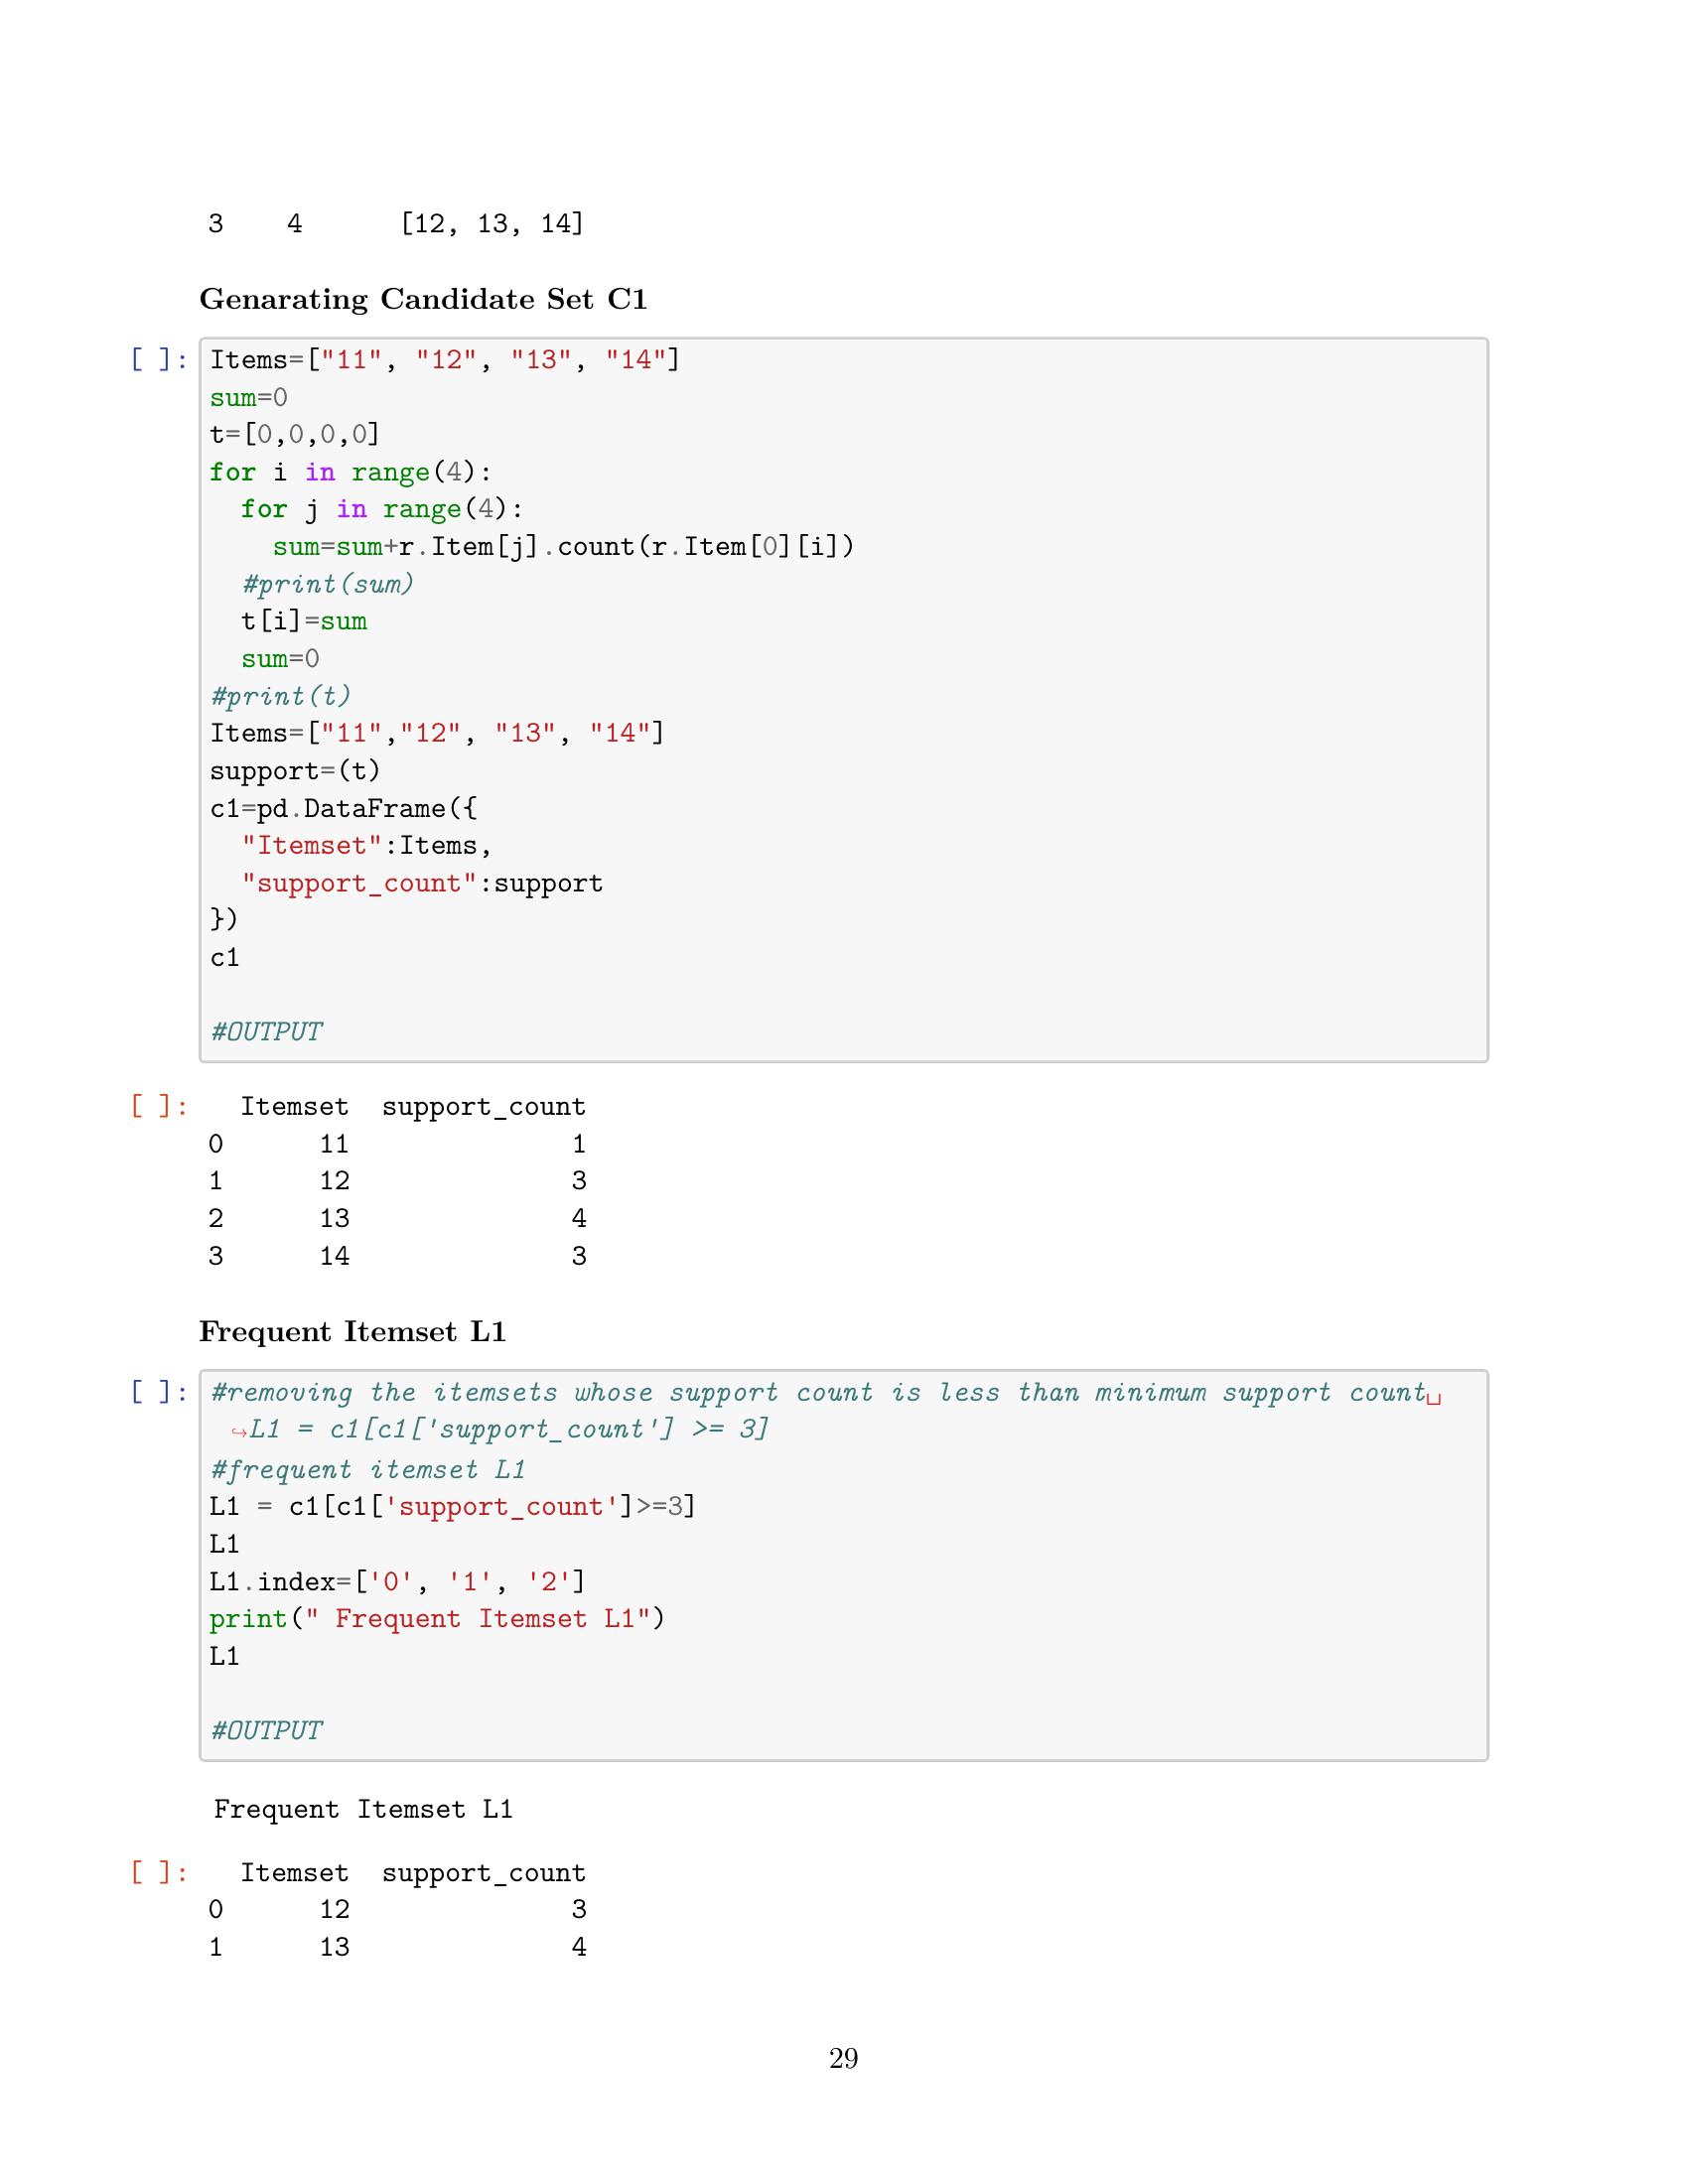 3    4      [12, 13, 14]
Genarating Candidate Set C1
[ ]: Items=["11", "12", "13", "14"]
sum=0
t=[0,0,0,0]
for i in range(4):
  for j in range(4):
    sum=sum+r.Item[j].count(r.Item[0][i])
  #print(sum)
  t[i]=sum
  sum=0
#print(t)
Items=["11","12", "13", "14"]
support=(t)
c1=pd.DataFrame({
  "Itemset":Items,
  "support_count":support
})
c1
#OUTPUT
[ ]:   Itemset  support_count
0      11              1
1      12              3
2      13              4
3      14              3
Frequent Itemset L1
[ ]: #removing the itemsets whose support count is less than minimum support count␣
↪L1 = c1[c1['support_count'] >= 3]
#frequent itemset L1
L1 = c1[c1['support_count']>=3]
L1
L1.index=['0', '1', '2']
print(" Frequent Itemset L1")
L1
#OUTPUT
Frequent Itemset L1
[ ]:   Itemset  support_count
0      12              3
1      13              4
29